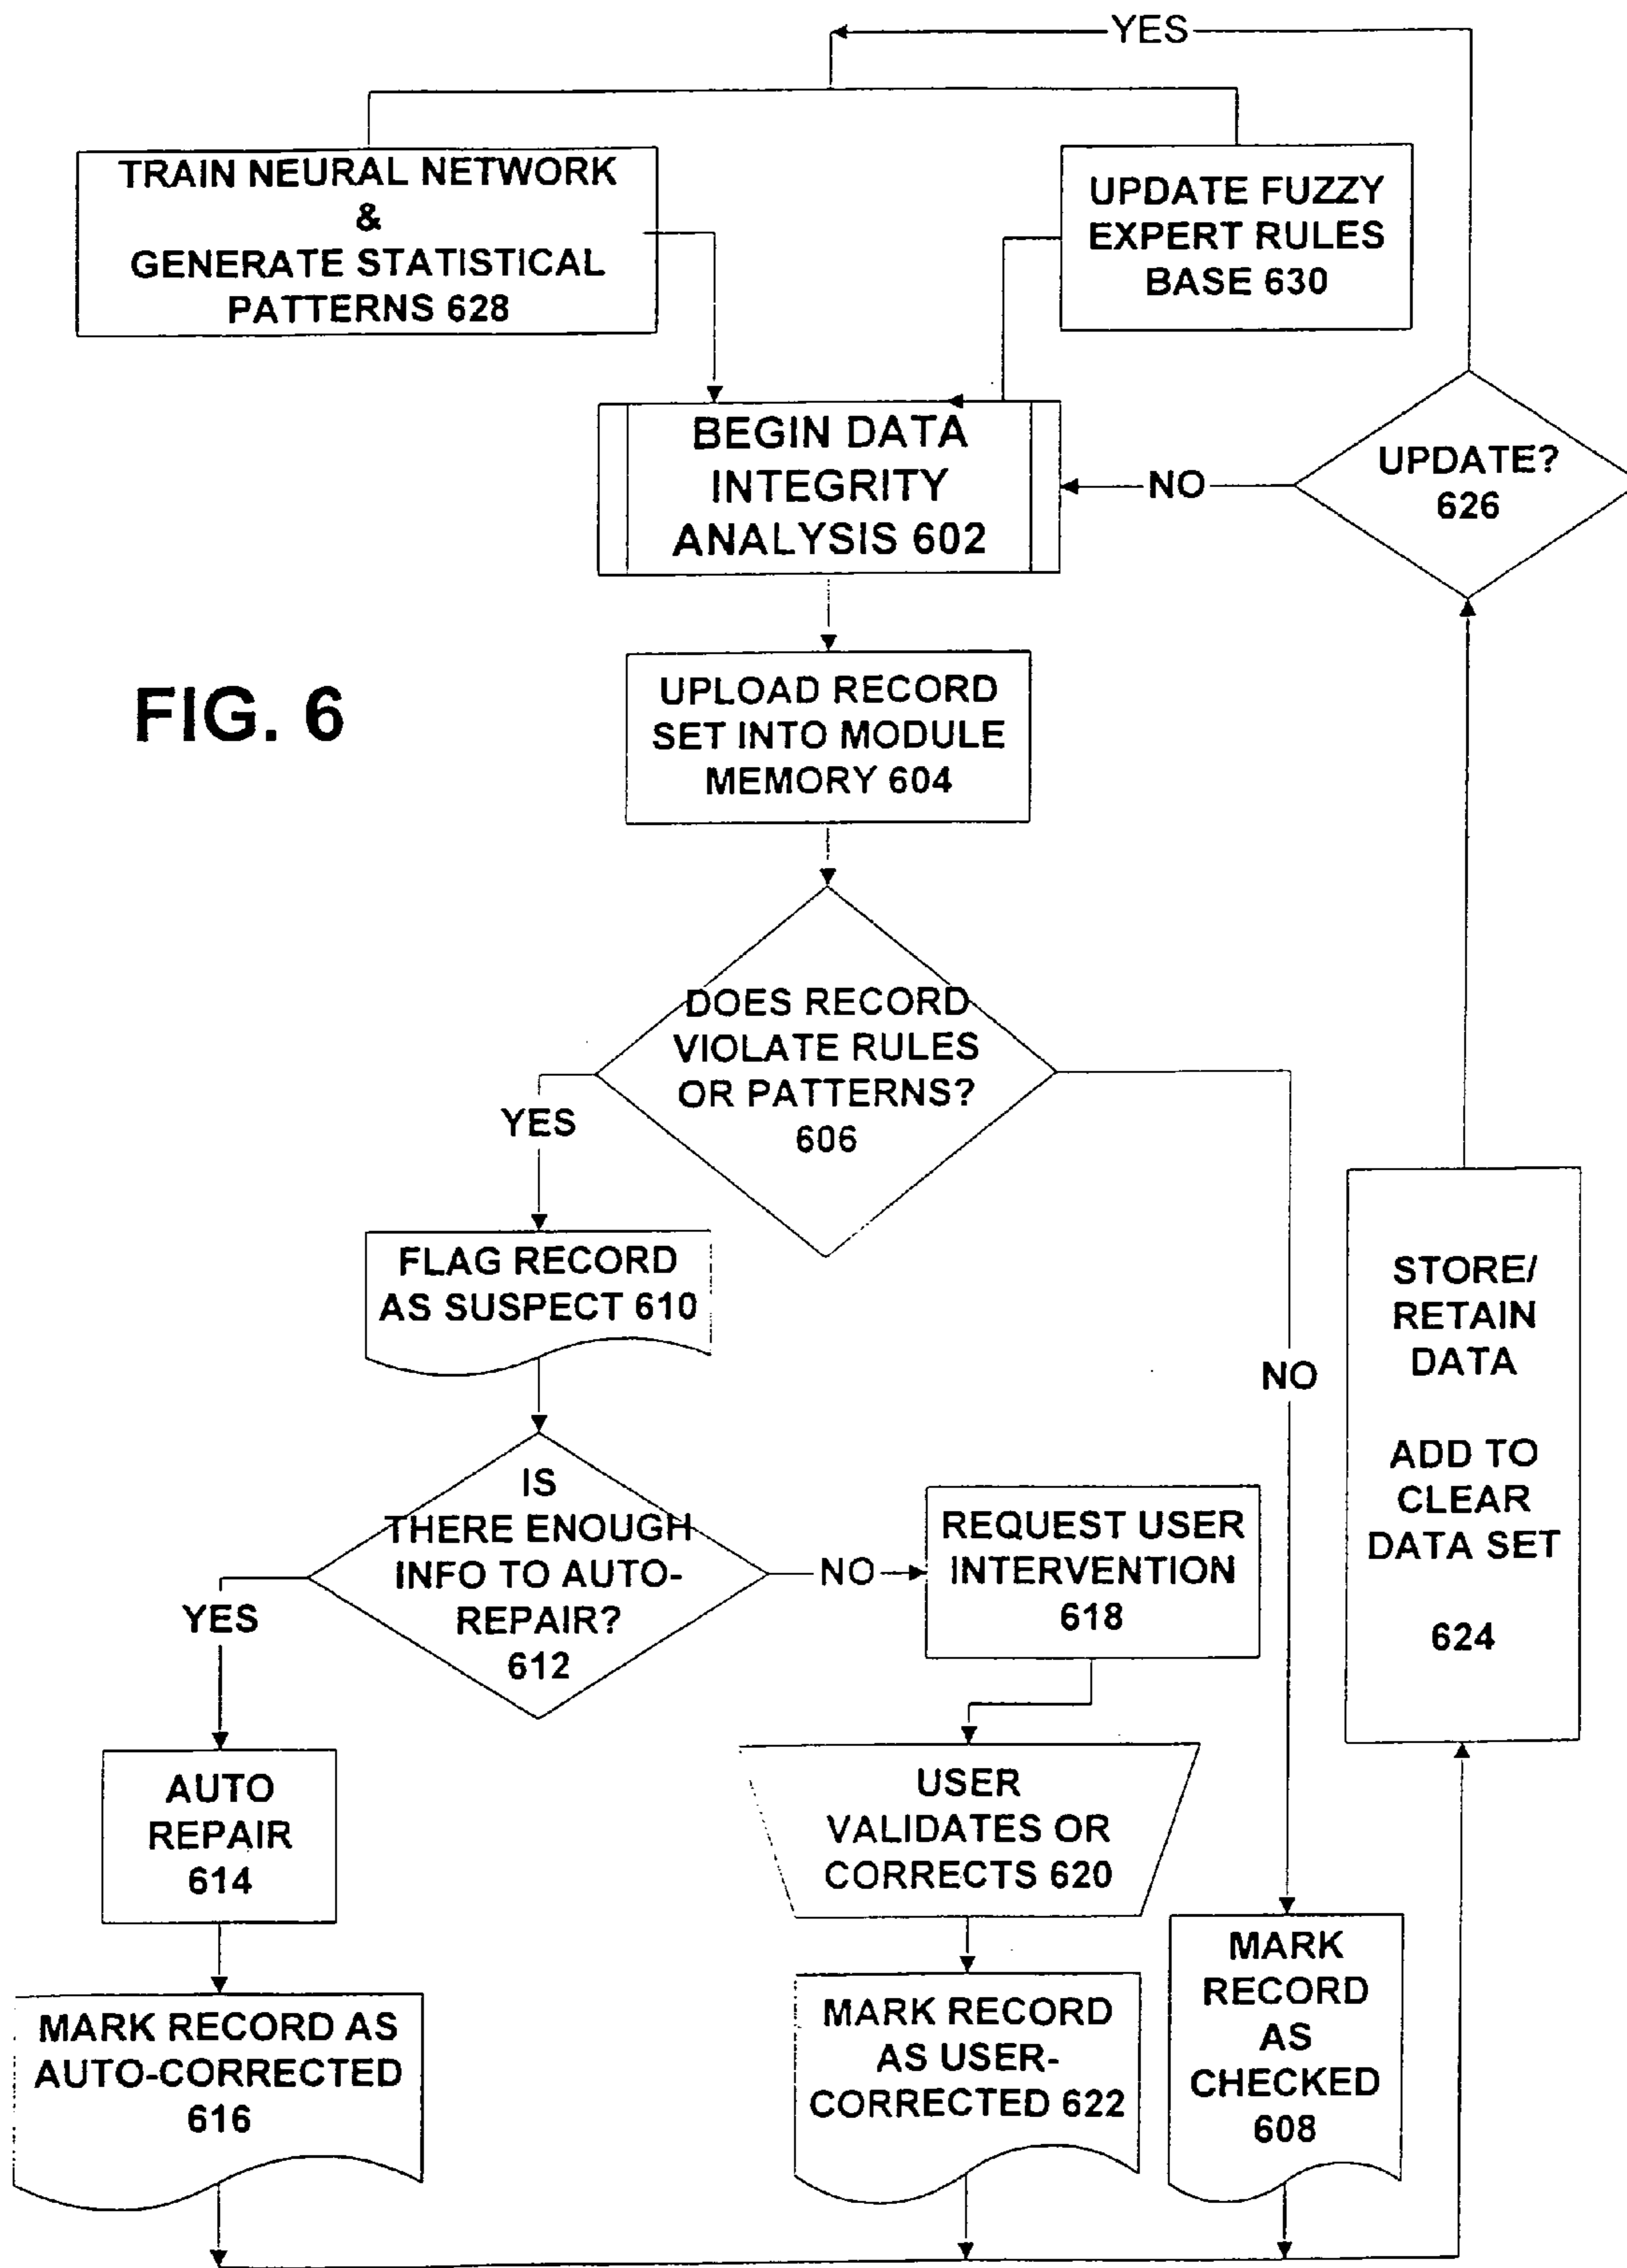 YES
TRAIN NEURAL NETWORK
&
GENERATE STATISTICAL
PATTERNS 628
UPDATE FUZZY
EXPERT RULES
BASE 630
BEGIN DATA
INTEGRITY
ANALYSIS 602
NO
UPDATE?
626
FIG. 6
UPLOAD RECORD
SET INTO MODULE
MEMORY 604
DOES RECORD
VIOLATE RULES
OR PATTERNS?
606
YES
NO
FLAG RECORD
AS SUSPECT 610
STORE/
RETAIN
DATA
ADD TO
CLEAR
DATA SET
624
IS
THERE ENOUGH
INFO TO AUTO-
REPAIR?
612
NO
REQUEST USER
INTERVENTION
618
YES
AUTO
REPAIR
614
USER
VALIDATES OR
CORRECTS 620
MARK RECORD AS
AUTO-CORRECTED
616
MARK RECORD
AS USER-
CORRECTED 622
MARK
RECORD
AS
CHECKED
608